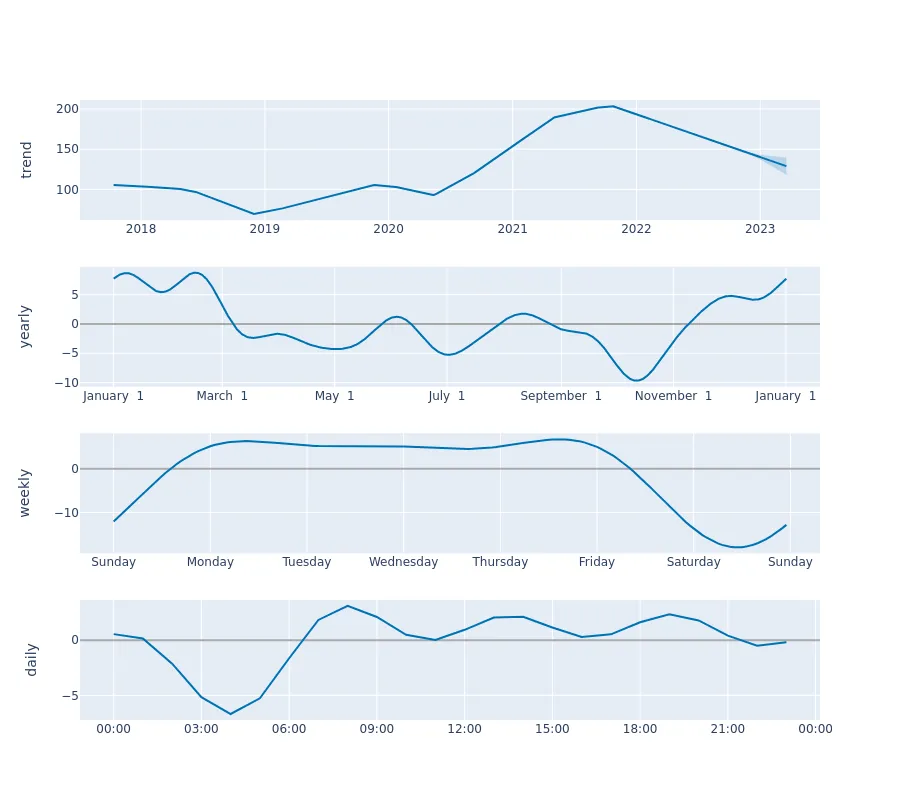 trend
200
150
100
2018 2019 2020 2021 2022 2023
yearly
5
0
−5
−10
January 1 March 1 May 1 July 1 September 1 November 1 January 1
weekly
0
−10
Sunday Monday Tuesday Wednesday Thursday Friday Saturday Sunday
daily
0
−5
00:00 03:00 06:00 09:00 12:00 15:00 18:00 21:00 00:00